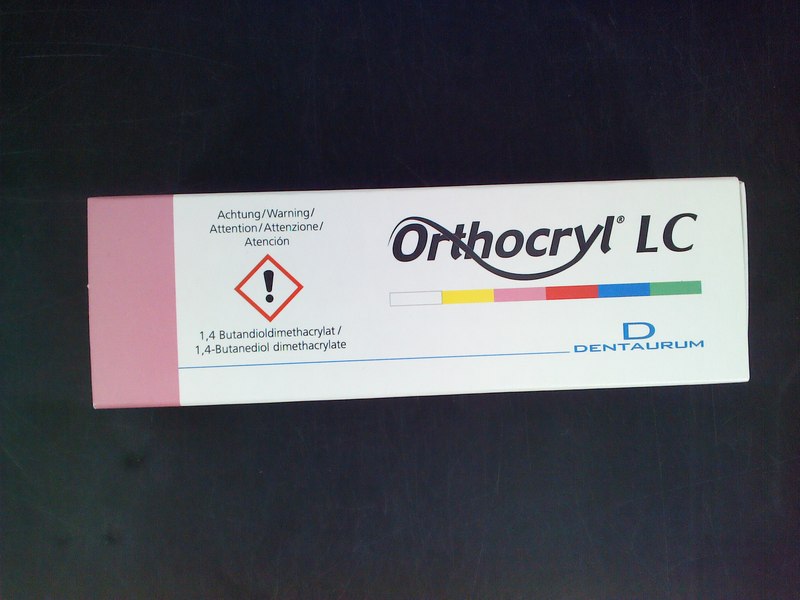 Achtung/Warning/
Attention/Attenzione/
Atención
1,4 Butandioldimethacrylat /
1,4-Butanediol dimethacrylate
Orthocryl® LC
D
DENTAURUM